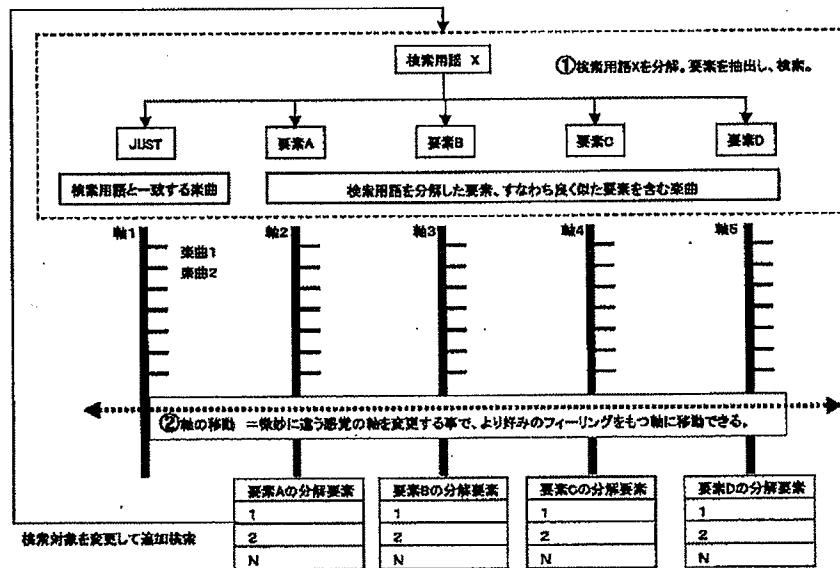 検索用語 X
①検索用語Xを分解。要素を抽出し、検索。
JUST
要素A
要素B
要素C
要素D
検索用語と一致する楽曲
検索用語を分解した要素、すなわち良く似た要素を含む楽曲
軸1
軸2
軸3
軸4
軸5
楽曲1
楽曲2
②軸の移動 =微妙に違う感覚の軸を変更する事で、より好みのフィーリングをもつ軸に移動できる。
要素Aの分解要素
1
2
N
要素Bの分解要素
1
2
N
要素Cの分解要素
1
2
N
要素Dの分解要素
1
2
N
検索対象を変更して追加検索